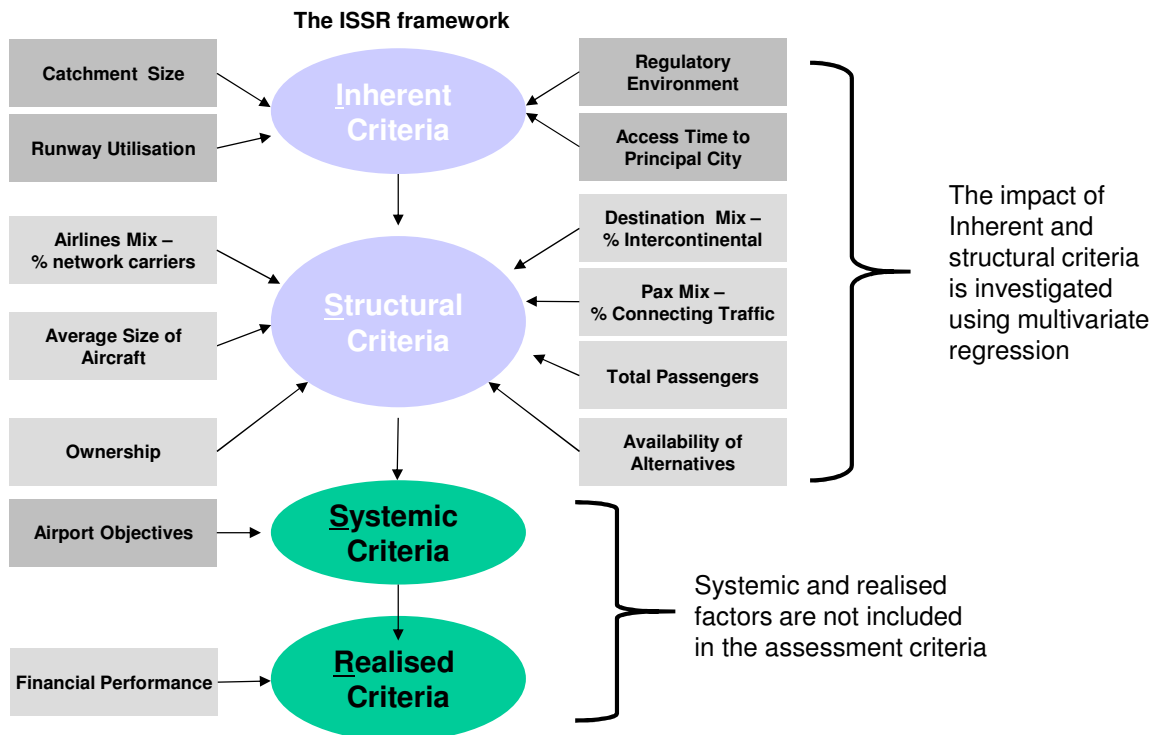 The ISSR framework
Catchment Size
Runway Utilisation
Inherent
Criteria
Regulatory
Environment
Access Time to
Principal City
Airlines Mix –
% network carriers
Average Size of
Aircraft
Ownership
Structural
Criteria
Destination Mix –
% Intercontinental
Pax Mix –
% Connecting Traffic
Total Passengers
Availability of
Alternatives
The impact of
Inherent and
structural criteria
is investigated
using multivariate
regression
Airport Objectives
Systemic
Criteria
Financial Performance
Realised
Criteria
Systemic and realised
factors are not included
in the assessment criteria